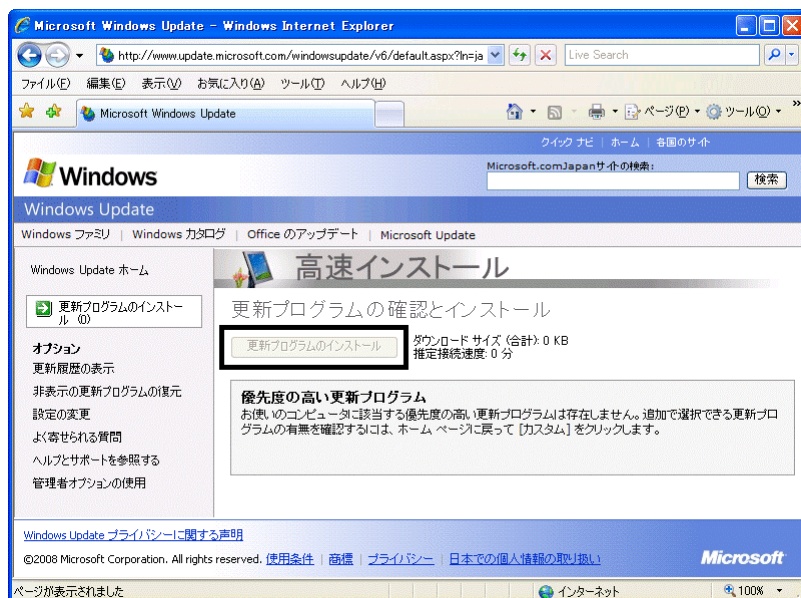 Microsoft Windows Update - Windows Internet Explorer
http://www.update.microsoft.com/windowsupdate/v6/default.aspx?ln=ja
Live Search
ファイル(F) 編集(E) 表示(V) お気に入り(A) ツール(T) ヘルプ(H)
Microsoft Windows Update
ページ(P) ツール(O)
クイック ナビ | ホーム | 各国のサイト
Windows
Microsoft.comJapanサイトの検索:
検索
Windows Update
Windows ファミリ | Windows カタログ | Office のアップデート | Microsoft Update
Windows Update ホーム
更新プログラムのインストー
ル (0)
オプション
更新履歴の表示
非表示の更新プログラムの復元
設定の変更
よく寄せられる質問
ヘルプとサポートを参照する
管理者オプションの使用
高速インストール
更新プログラムの確認とインストール
更新プログラムのインストール
ダウンロード サイズ (合計): 0 KB
推定接続速度: 0 分
優先度の高い更新プログラム
お使いのコンピュータに該当する優先度の高い更新プログラムは存在しません。追加で選択できる更新プロ
グラムの有無を確認するには、ホーム ページに戻って [カスタム] をクリックします。
Windows Update プライバシーに関する声明
©2008 Microsoft Corporation. All rights reserved. 使用条件 | 商標 | プライバシー | 日本での個人情報の取り扱い
Microsoft
ページが表示されました
インターネット
100%